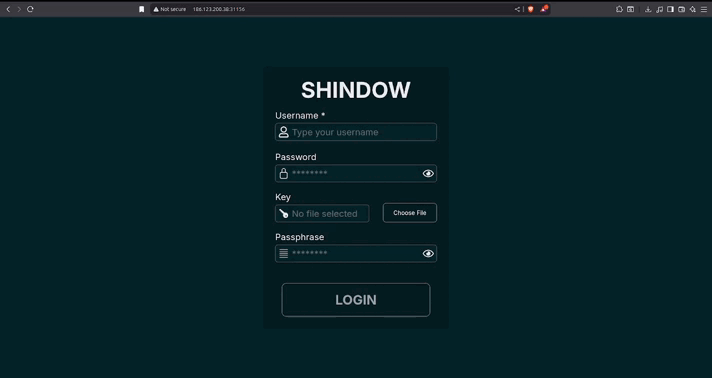 Not secure 186.123.200.38:31156
SHINDOW
Username *
Type your username
Password
********
Key
No file selected
Choose File
Passphrase
********
LOGIN